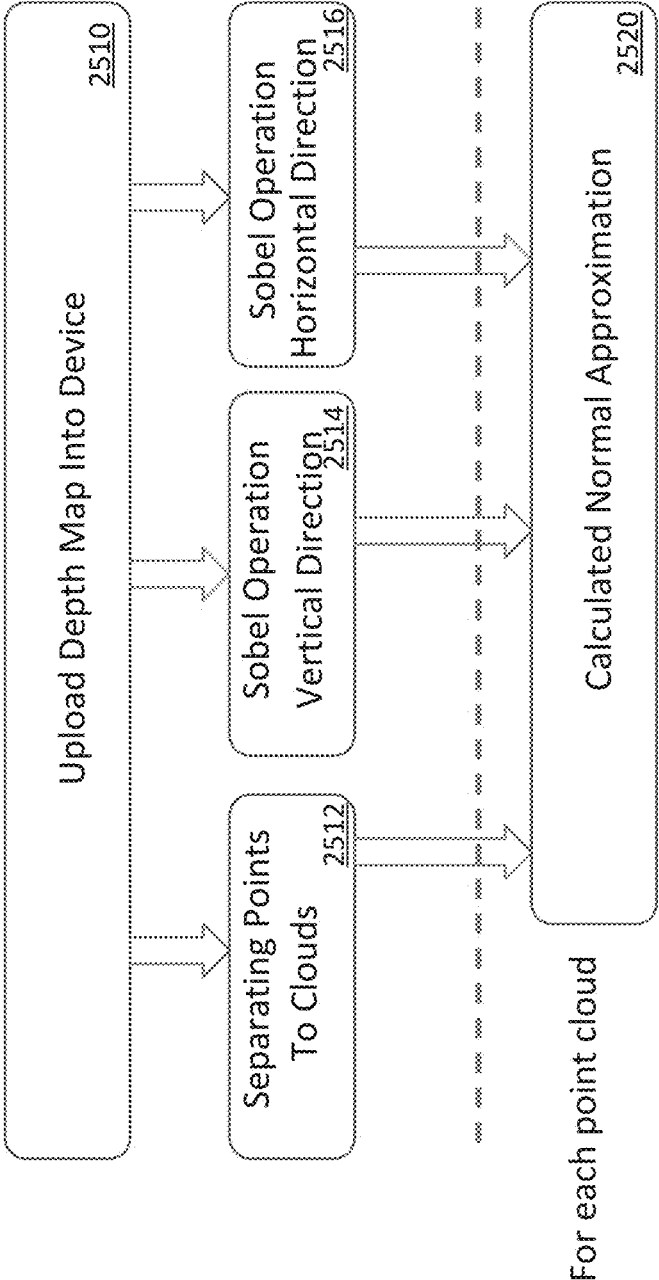 Upload Depth Map Into Device
2510
Separating Points
To Clouds
2512
Sobel Operation
Vertical Direction
2514
Sobel Operation
Horizontal Direction
2516
For each point cloud
Calculated Normal Approximation
2520